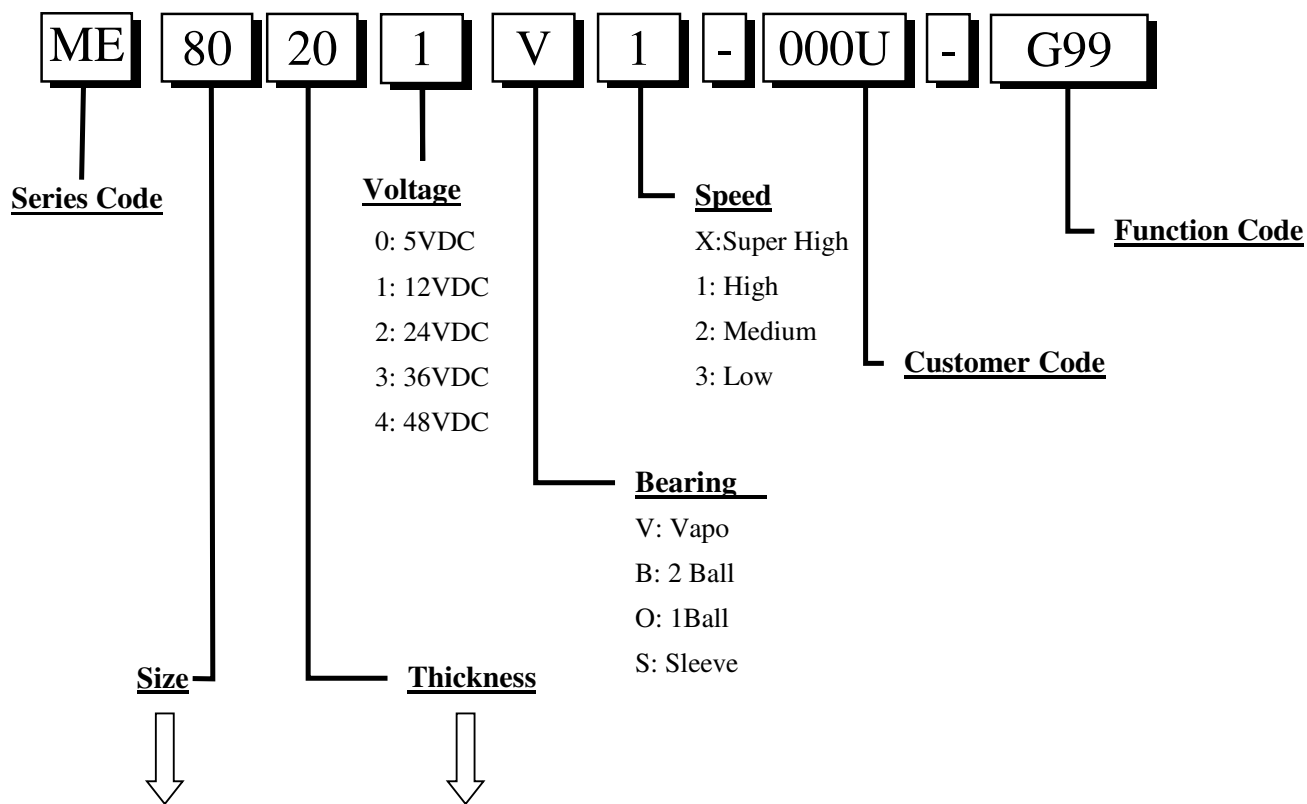 ME 80 20 1 V 1 - 000U - G99
Series Code
Voltage
0: 5VDC
1: 12VDC
2: 24VDC
3: 36VDC
4: 48VDC
Speed
X:Super High
1: High
2: Medium
3: Low
Function Code
Customer Code
Bearing
V: Vapo
B: 2 Ball
O: 1Ball
S: Sleeve
Size
Thickness